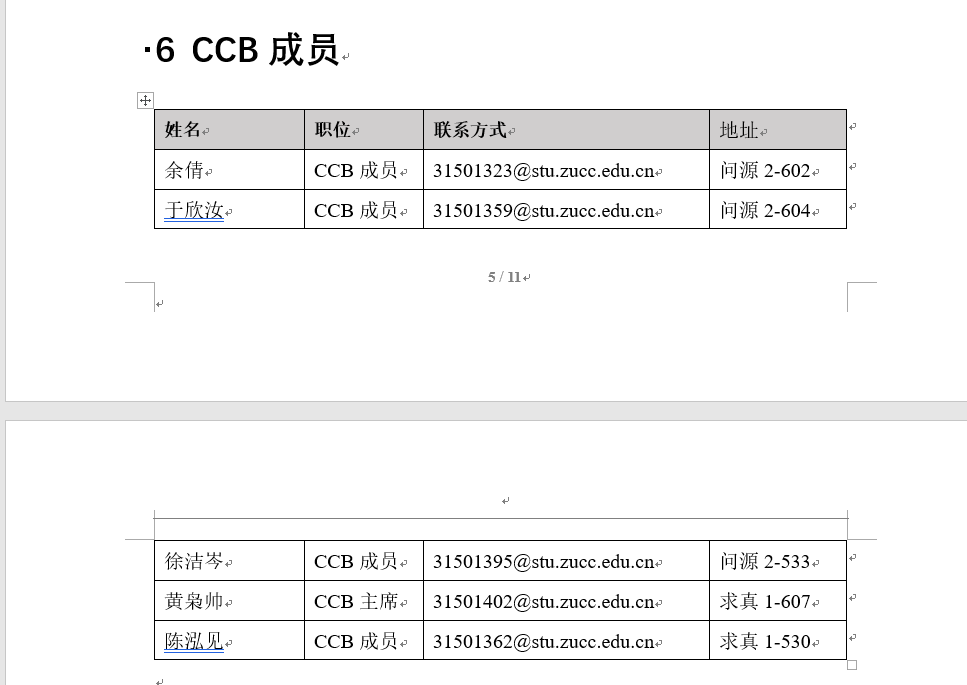 ·6 CCB 成员
姓名 职位 联系方式 地址
余倩 CCB 成员 31501323@stu.zucc.edu.cn 问源 2-602
于欣汝 CCB 成员 31501359@stu.zucc.edu.cn 问源 2-604
5 / 11
徐洁岑 CCB 成员 31501395@stu.zucc.edu.cn 问源 2-533
黄枭帅 CCB 主席 31501402@stu.zucc.edu.cn 求真 1-607
陈泓见 CCB 成员 31501362@stu.zucc.edu.cn 求真 1-530